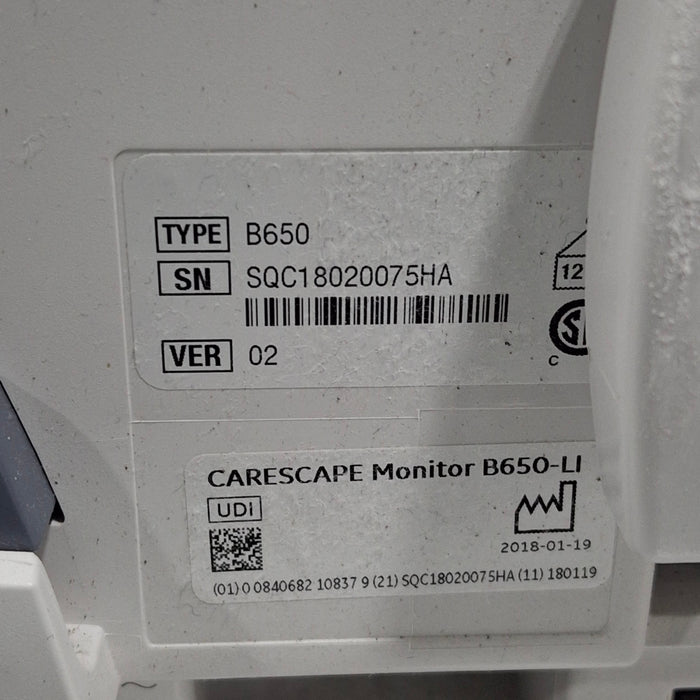 TYPE B650
SN SQC18020075HA
12
C
VER 02
CARESCAPE Monitor B650-LI
UDI
2018-01-19
(01) 0 0840682 10837 9 (21) SQC18020075HA (11) 180119